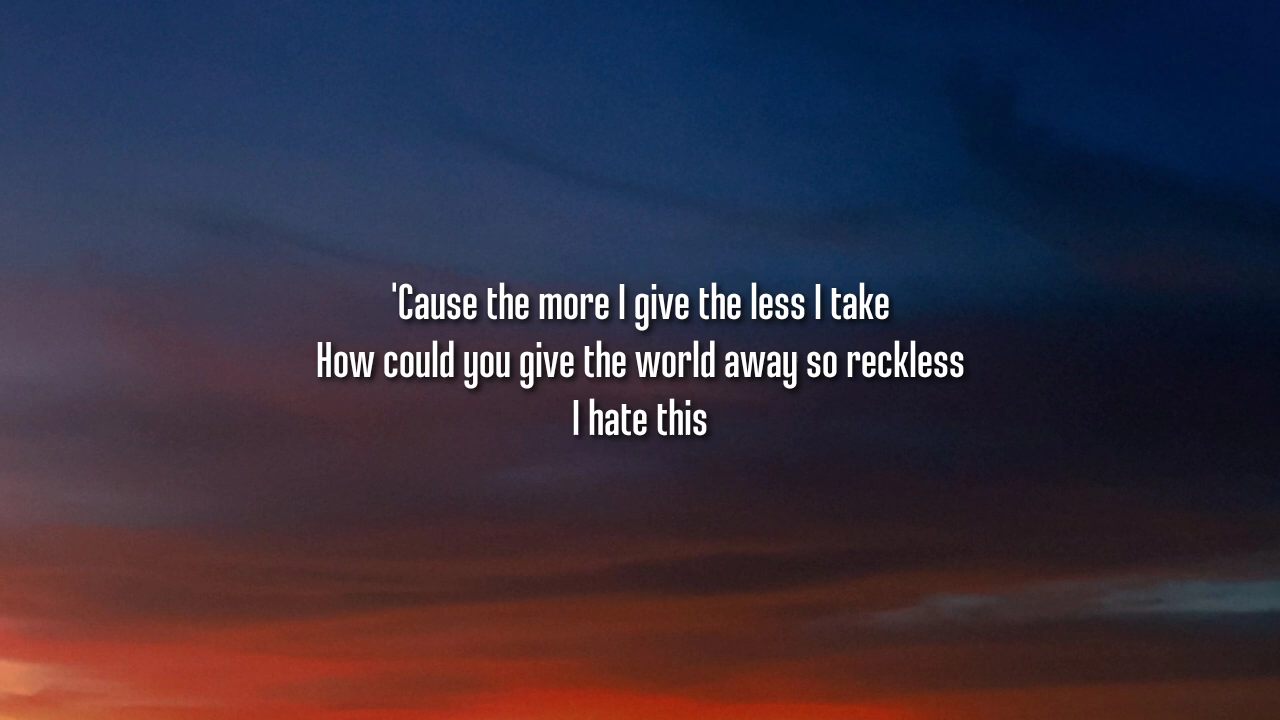 'Cause the more I give the less I take
How could you give the world away so reckless
I hate this